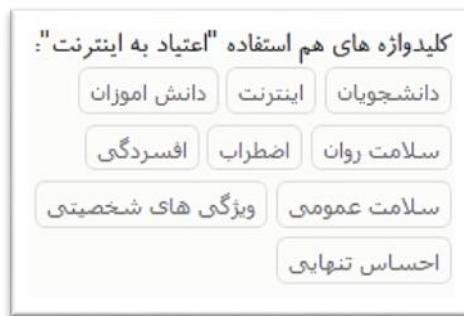 کلیدواژه های هم استفاده "اعتیاد به اینترنت":
دانشجویان اینترنت دانش اموزان
سلامت روان اضطراب افسردگی
سلامت عمومی ویژگی های شخصیتی
احساس تنهایی